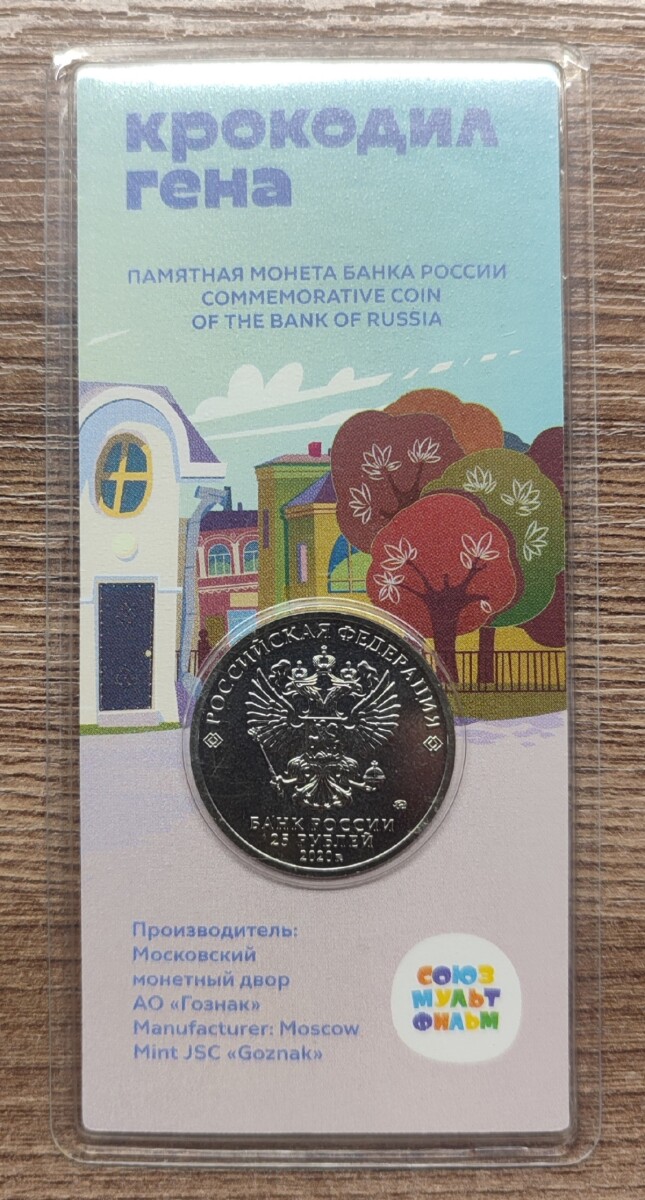 крокодил
гена
ПАМЯТНАЯ МОНЕТА БАНКА РОССИИ
COMMEMORATIVE COIN
OF THE BANK OF RUSSIA
РОССИЙСКАЯ ФЕДЕРАЦИЯ
БАНК РОССИИ
25 РУБЛЕЙ
2020 г.
Производитель:
Московский
монетный двор
АО «Гознак»
Manufacturer: Moscow
Mint JSC «Goznak»
СОЮЗ
МУЛЬТ
ФИЛЬМ